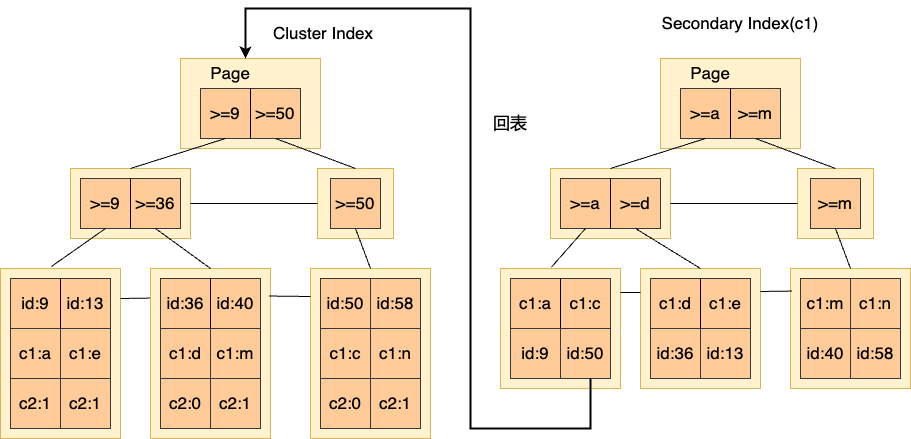 Cluster Index
Page
>=9 >=50
>=9 >=36
>=50
id:9 id:13
c1:a c1:e
c2:1 c2:1
id:36 id:40
c1:d c1:m
c2:0 c2:1
id:50 id:58
c1:c c1:n
c2:0 c2:1
回表
Secondary Index(c1)
Page
>=a >=m
>=a >=d
>=m
c1:a c1:c
id:9 id:50
c1:d c1:e
id:36 id:13
c1:m c1:n
id:40 id:58